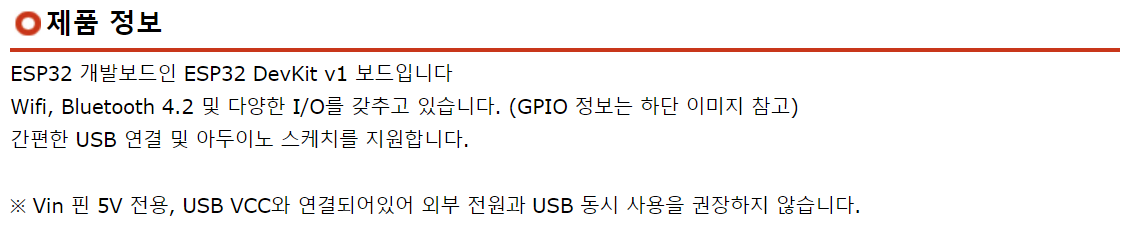 제품 정보
ESP32 개발보드인 ESP32 DevKit v1 보드입니다
Wifi, Bluetooth 4.2 및 다양한 I/O를 갖추고 있습니다. (GPIO 정보는 하단 이미지 참고)
간편한 USB 연결 및 아두이노 스케치를 지원합니다.
※ Vin 핀 5V 전용, USB VCC와 연결되어있어 외부 전원과 USB 동시 사용을 권장하지 않습니다.